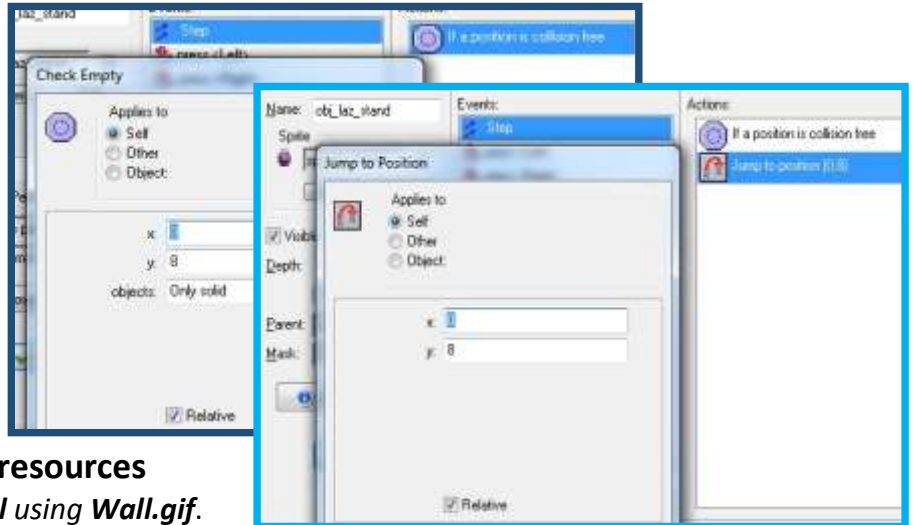 _laz_stand
Events:
Actions:
Step
press <Left>
If a position is collision free
Check Empty
Applies to
Self
Other
Object:
x:
y: 8
objects: Only solid
Relative
Name: obj_laz_stand
Events:
Actions:
Sprite
Step
If a position is collision free
Jump to position (0,8)
Jump to Position
Applies to
Self
Other
Object:
Depth:
Parent:
Mask:
x: 0
y: 8
Relative
resources
using Wall.gif.